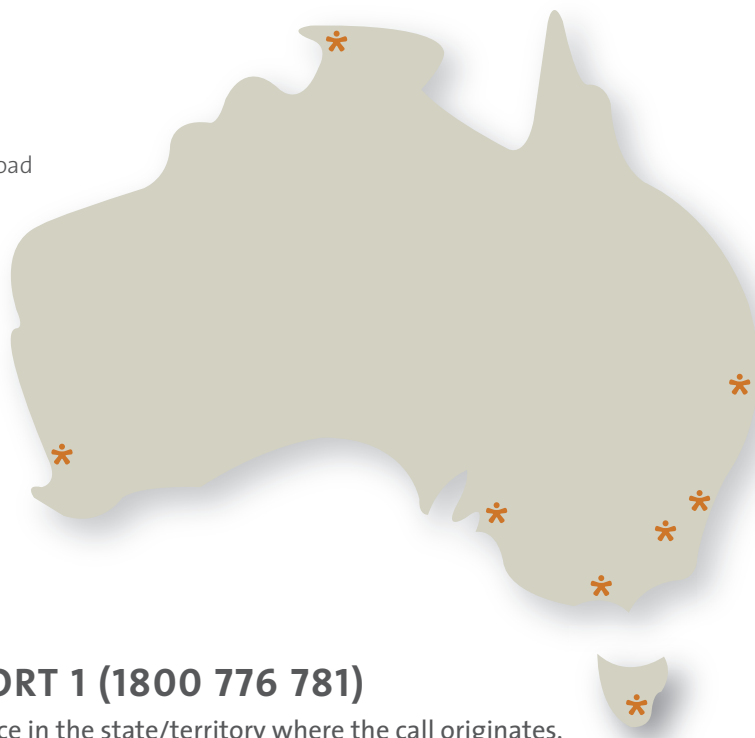 oad
ORT 1 (1800 776 781)
ce in the state/territory where the call originates.